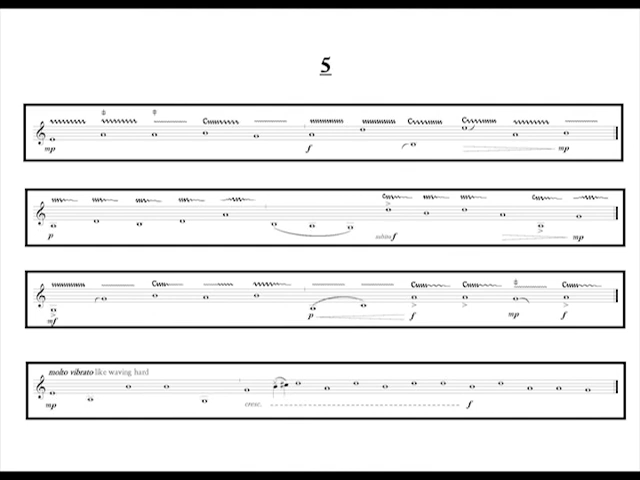 5
C C C
mp f mp
C C
p subito f mp
C C C C
mf p f mp f
molto vibrato like waving hard
mp cresc. f